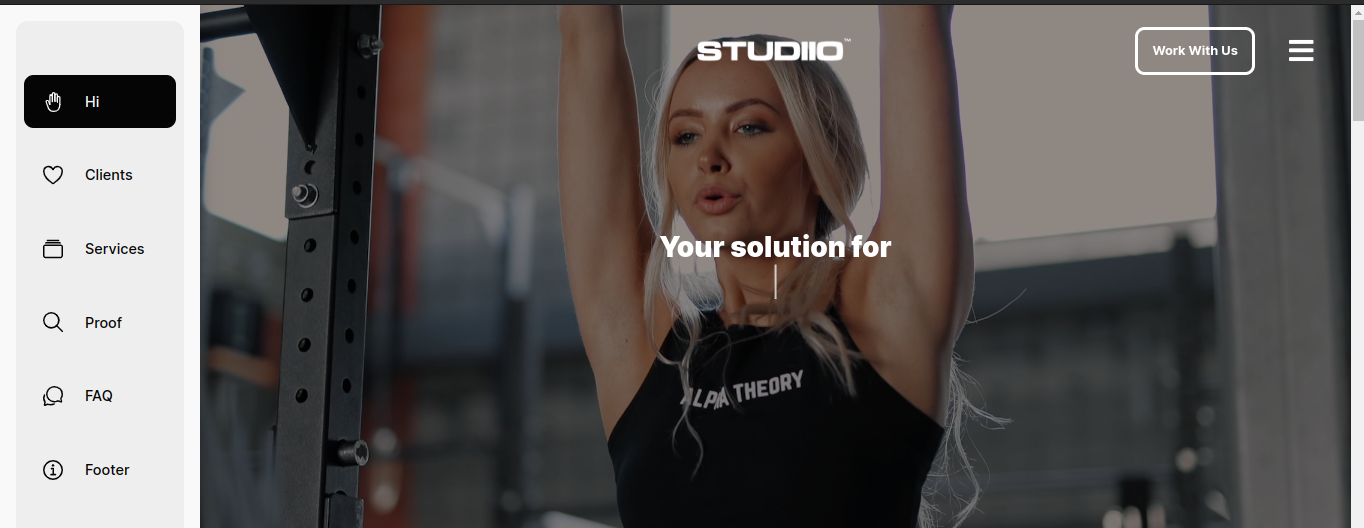 Hi
Clients
Services
Proof
FAQ
Footer
STUDIIO™
Work With Us
Your solution for
ALPHA THEORY